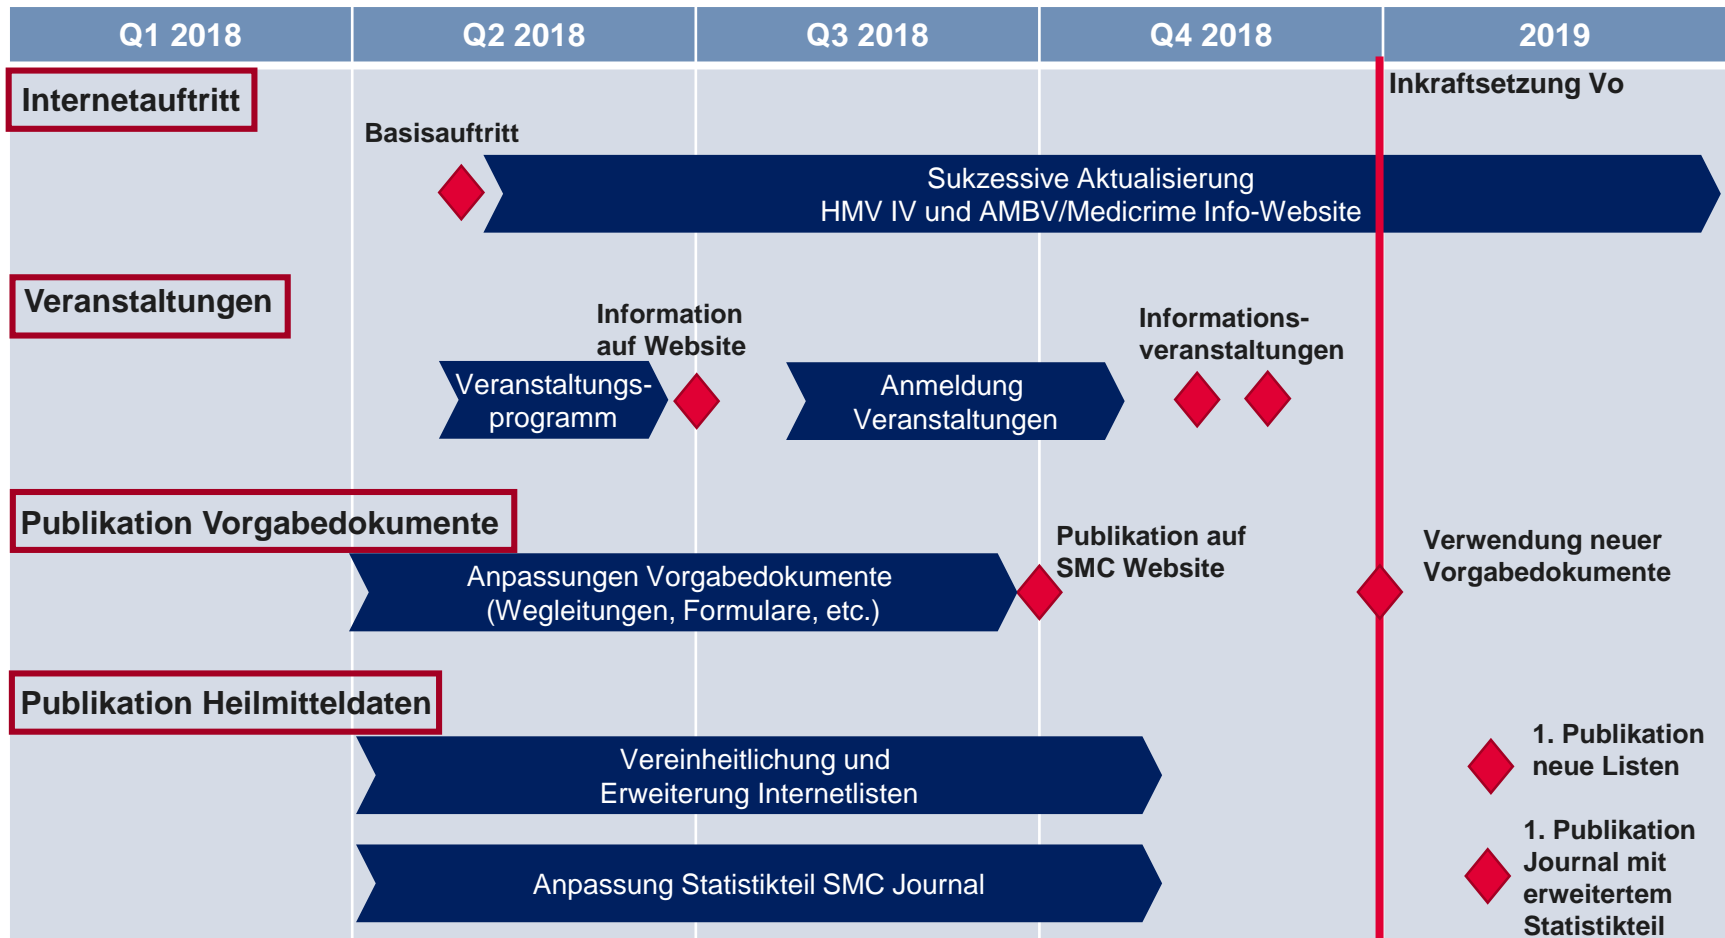 Q1 2018
Q2 2018
Q3 2018
Q4 2018
2019
Inkraftsetzung Vo
Internetauftritt
Basisauftritt
Sukzessive Aktualisierung
HMV IV und AMBV/Medicrime Info-Website
Veranstaltungen
Information
auf Website
Informations-
veranstaltungen
Veranstaltungs-
programm
Anmeldung
Veranstaltungen
Publikation Vorgabedokumente
Publikation auf
SMC Website
Verwendung neuer
Vorgabedokumente
Anpassungen Vorgabedokumente
(Wegleitungen, Formulare, etc.)
Publikation Heilmitteldaten
Vereinheitlichung und
Erweiterung Internetlisten
1. Publikation
neue Listen
Anpassung Statistikteil SMC Journal
1. Publikation
Journal mit
erweitertem
Statistikteil